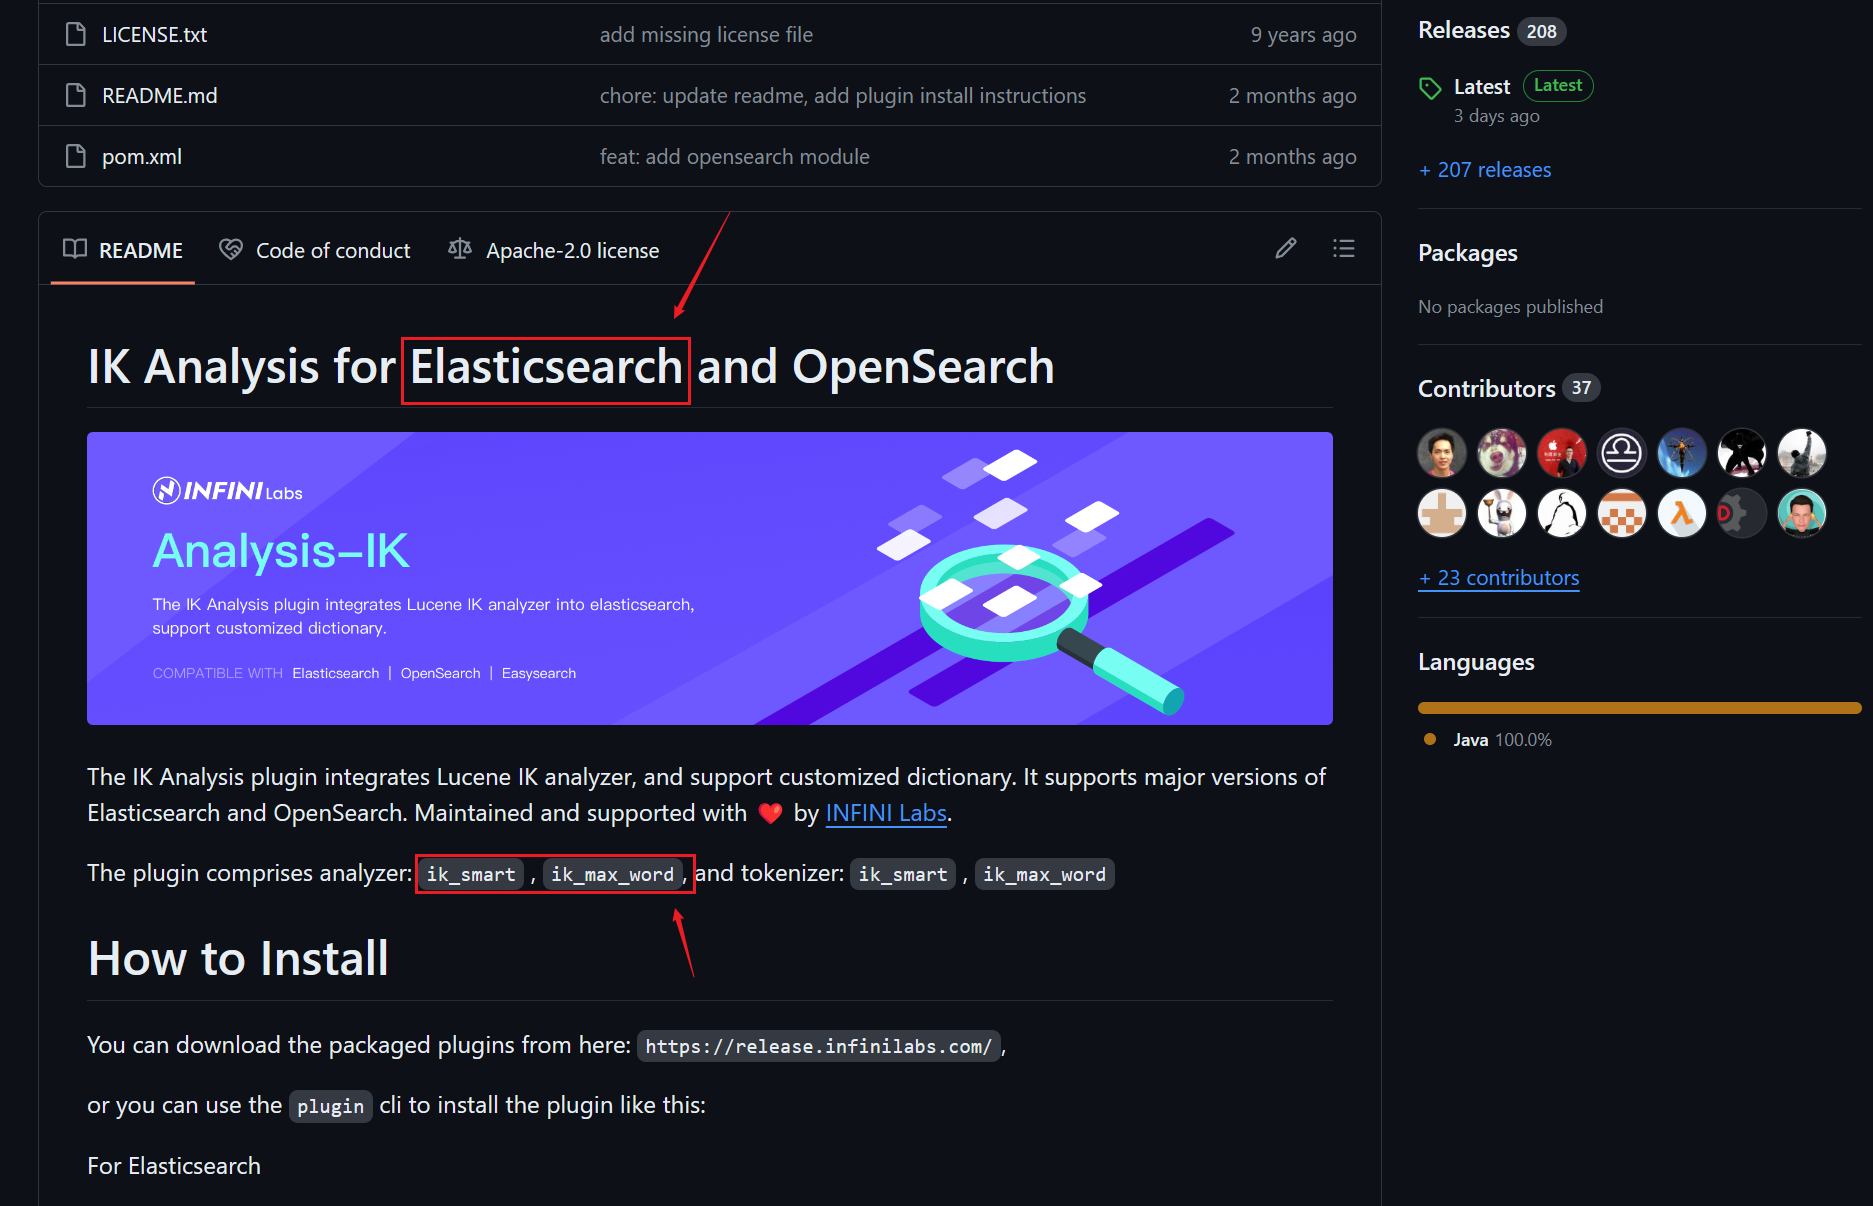 LICENSE.txt add missing license file 9 years ago
README.md chore: update readme, add plugin install instructions 2 months ago
pom.xml feat: add opensearch module 2 months ago
README Code of conduct Apache-2.0 license
IK Analysis for Elasticsearch and OpenSearch
INFINI Labs
Analysis-IK
The IK Analysis plugin integrates Lucene IK analyzer into elasticsearch,
support customized dictionary.
COMPATIBLE WITH Elasticsearch | OpenSearch | Easysearch
The IK Analysis plugin integrates Lucene IK analyzer, and support customized dictionary. It supports major versions of
Elasticsearch and OpenSearch. Maintained and supported with ❤️ by INFINI Labs.
The plugin comprises analyzer: ik_smart , ik_max_word, and tokenizer: ik_smart , ik_max_word
How to Install
You can download the packaged plugins from here: https://release.infinilabs.com/,
or you can use the plugin cli to install the plugin like this:
For Elasticsearch
Releases 208
Latest Latest
3 days ago
+ 207 releases
Packages
No packages published
Contributors 37
+ 23 contributors
Languages
Java 100.0%